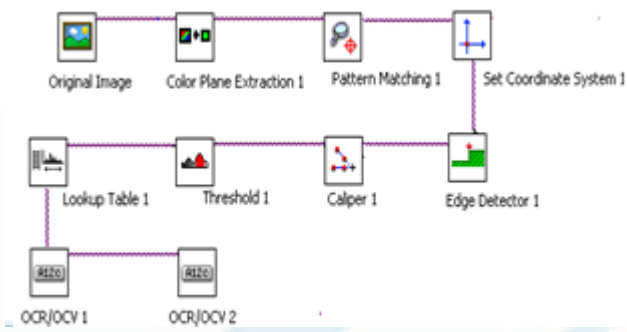 Original Image Color Plane Extraction 1 Pattern Matching 1 Set Coordinate System 1
Lookup Table 1 Threshold 1 Caliper 1 Edge Detector 1
A12c A12c
OCR/OCV 1 OCR/OCV 2